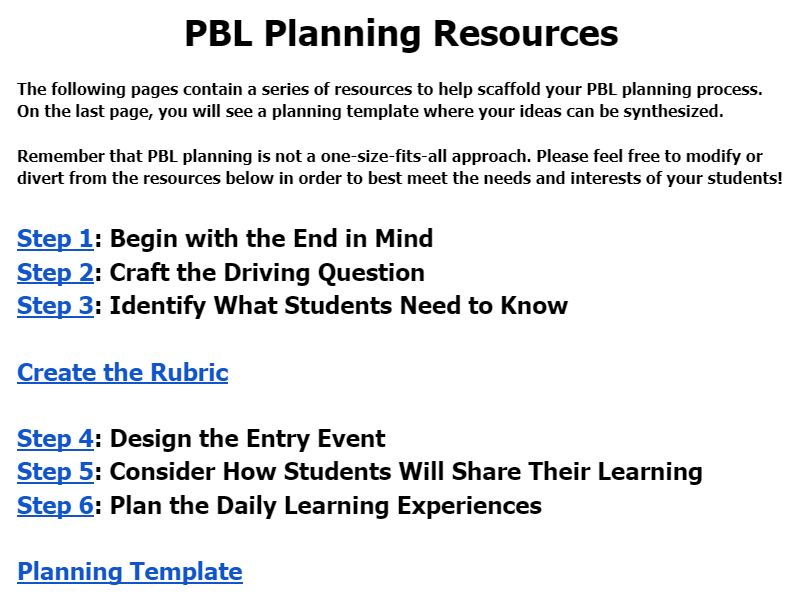 PBL Planning Resources
The following pages contain a series of resources to help scaffold your PBL planning process.
On the last page, you will see a planning template where your ideas can be synthesized.
Remember that PBL planning is not a one-size-fits-all approach. Please feel free to modify or
divert from the resources below in order to best meet the needs and interests of your students!
Step 1: Begin with the End in Mind
Step 2: Craft the Driving Question
Step 3: Identify What Students Need to Know
Create the Rubric
Step 4: Design the Entry Event
Step 5: Consider How Students Will Share Their Learning
Step 6: Plan the Daily Learning Experiences
Planning Template